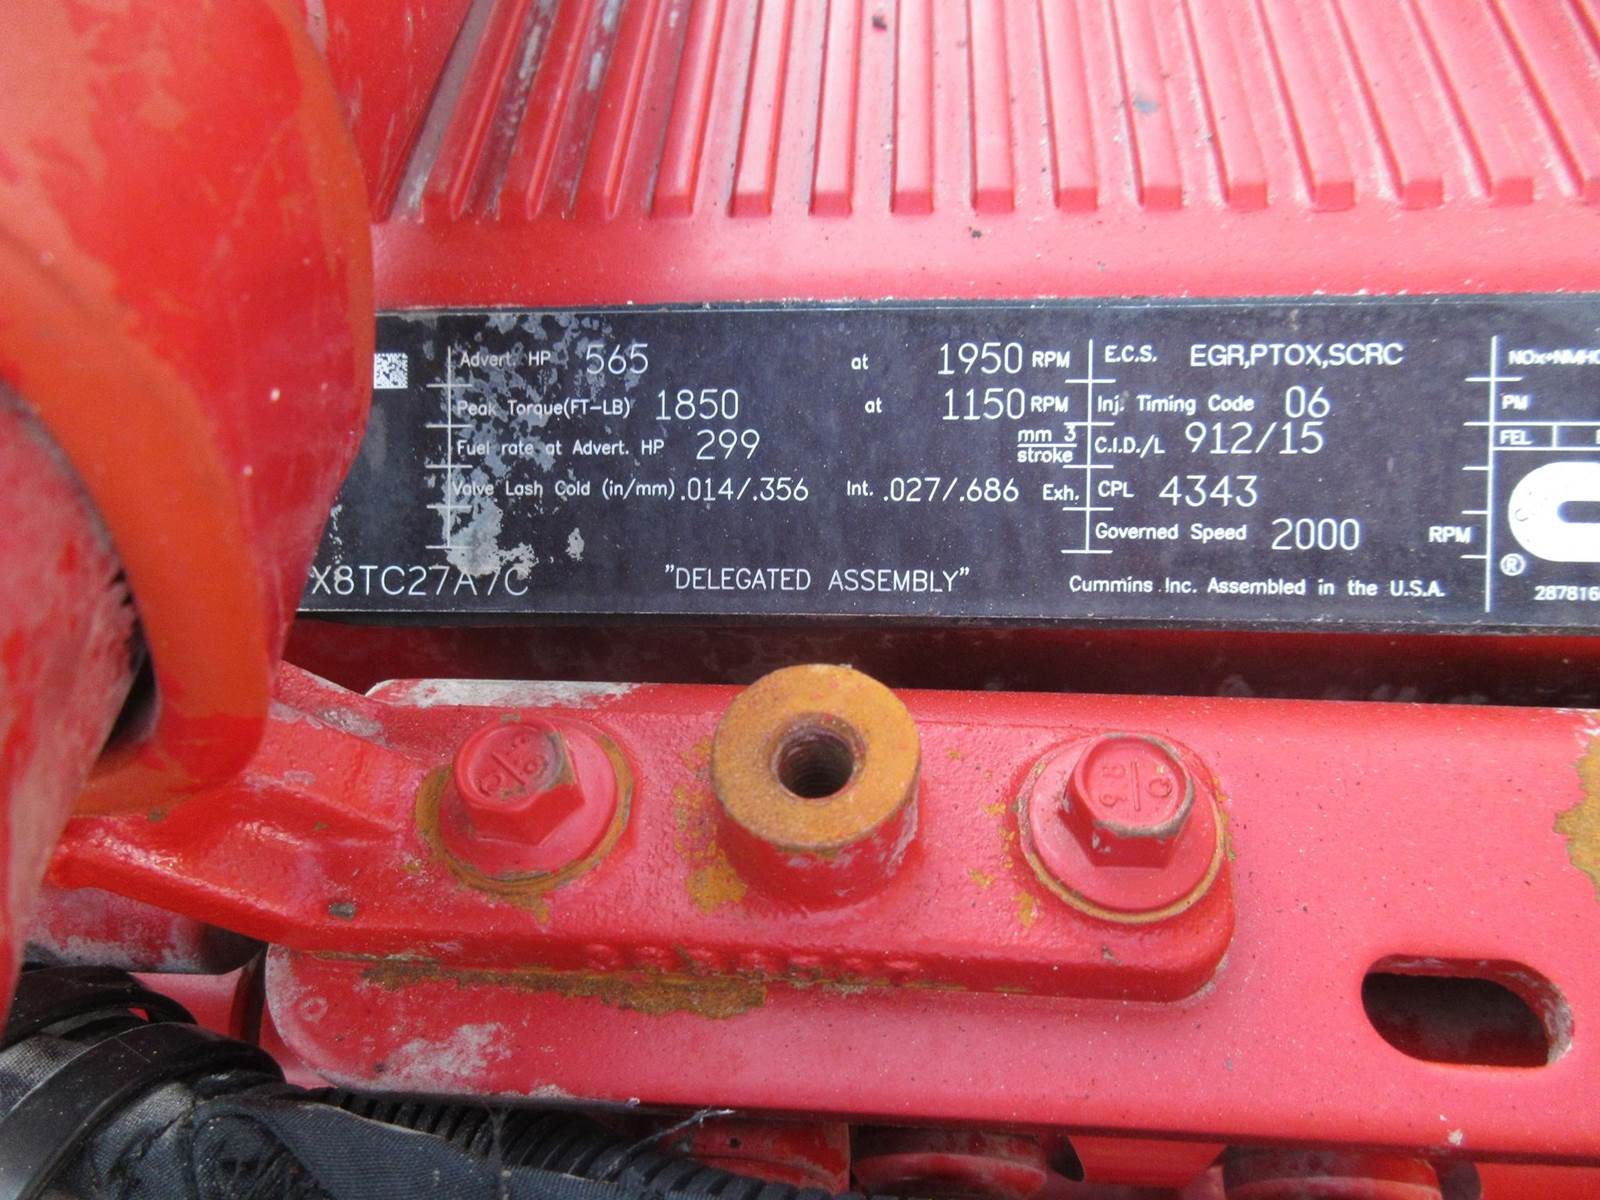 Advert. HP 565 at 1950 RPM
Peak Torque(FT-LB) 1850 at 1150 RPM
Fuel rate at Advert. HP 299 mm 3
stroke
Valve Lash Cold (in/mm) .014/.356 Int. .027/.686 Exh.
X8TC27A7C
"DELEGATED ASSEMBLY"
E.C.S. EGR,PTOX,SCRC
Inj. Timing Code 06
C.I.D./L 912/15
CPL 4343
Governed Speed 2000 RPM
Cummins Inc. Assembled in the U.S.A.
NOx+NMHC
PM
FEL
®
287816